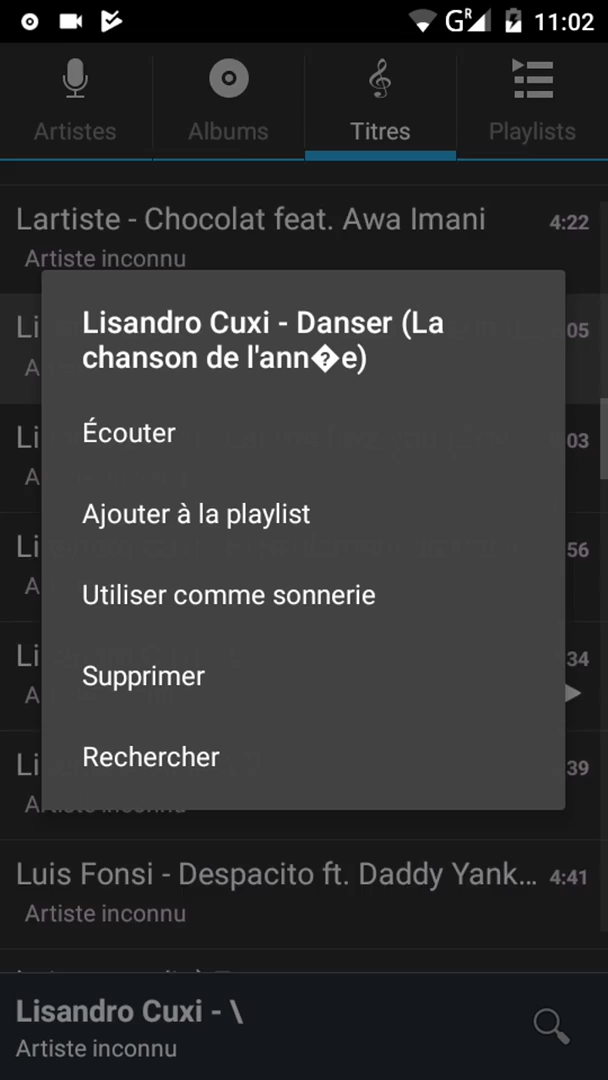 11:02
Artistes Albums Titres Playlists
Lartiste - Chocolat feat. Awa Imani 4:22
Artiste inconnu
Lisandro Cuxi - Danser (La
chanson de l'ann�e)
Écouter
Ajouter à la playlist
Utiliser comme sonnerie
Supprimer
Rechercher
Luis Fonsi - Despacito ft. Daddy Yank... 4:41
Artiste inconnu
Lisandro Cuxi - \
Artiste inconnu